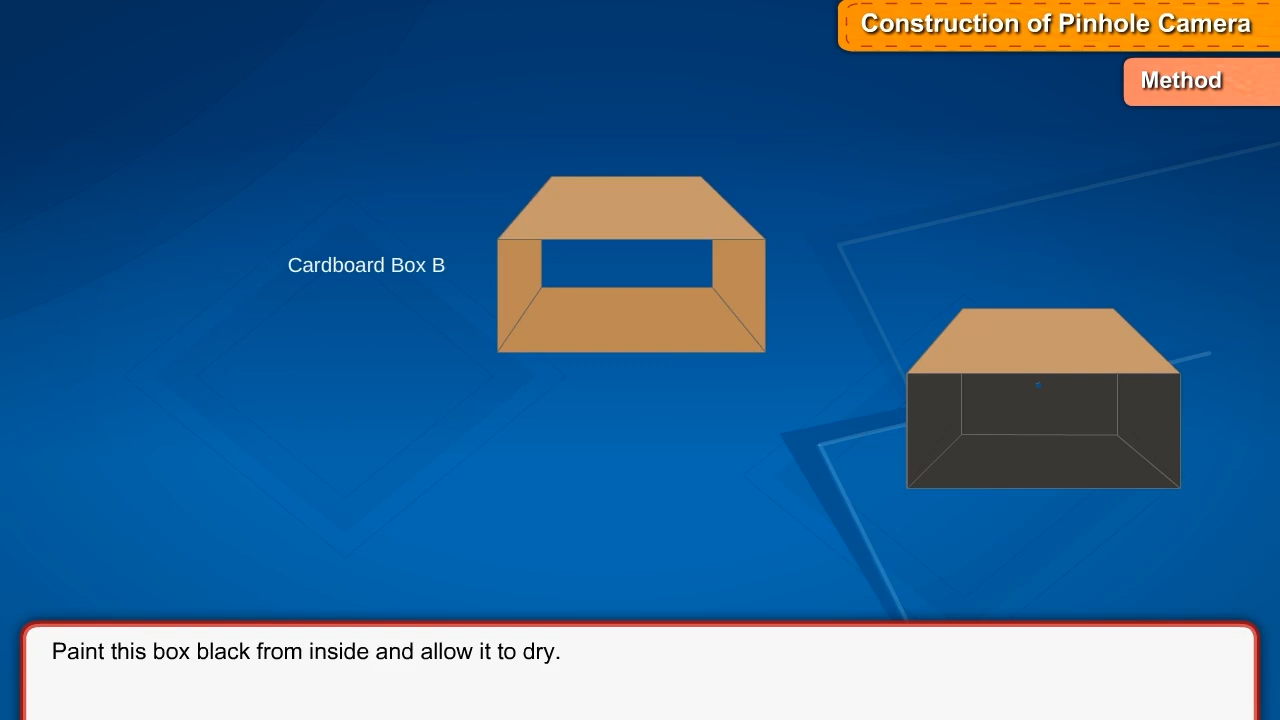 Construction of Pinhole Camera
Method
Cardboard Box B
Paint this box black from inside and allow it to dry.